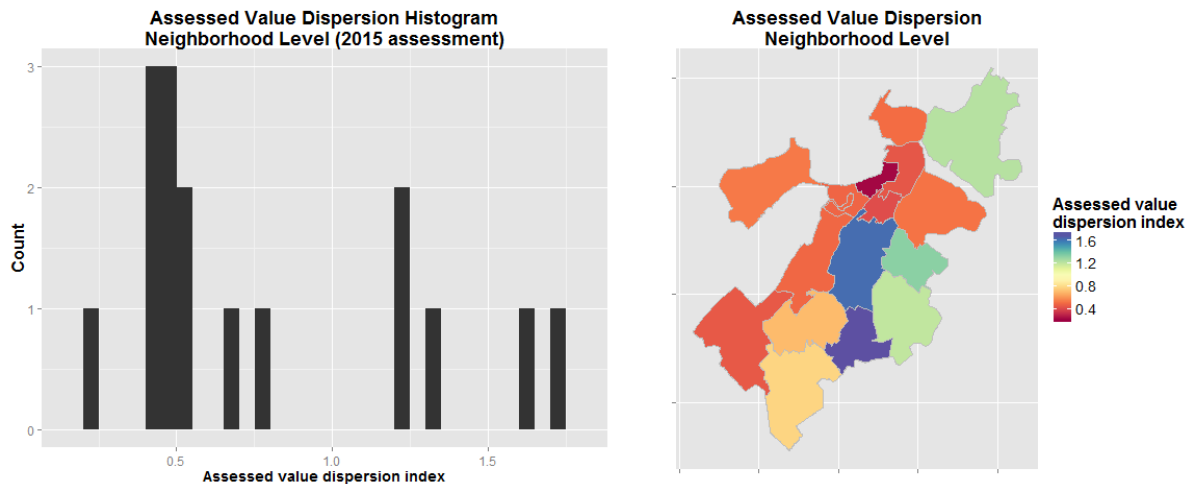 Assessed Value Dispersion Histogram
Neighborhood Level (2015 assessment)
3
2
1
0
Count
0.5
1.0
1.5
Assessed value dispersion index
Assessed Value Dispersion
Neighborhood Level
Assessed value
dispersion index
1.6
1.2
0.8
0.4